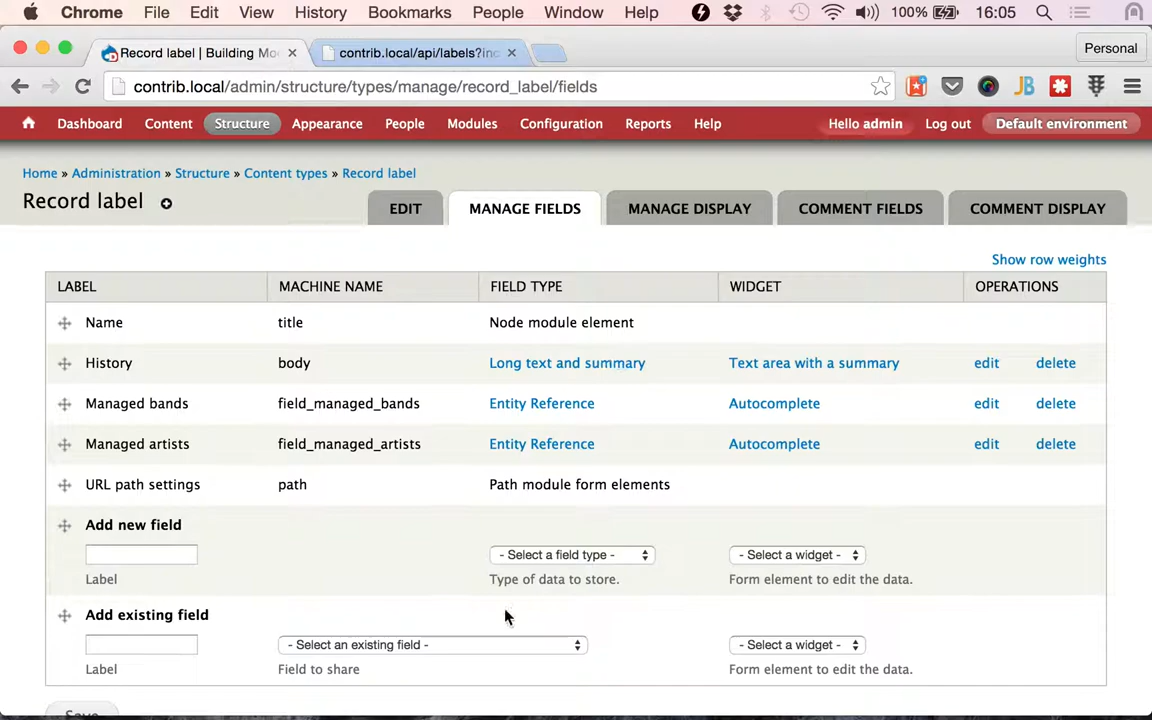 Chrome File Edit View History Bookmarks People Window Help 100% 16:05
Record label | Building Mo contrib.local/api/labels?inc Personal
contrib.local/admin/structure/types/manage/record_label/fields JB
Dashboard Content Structure Appearance People Modules Configuration Reports Help Hello admin Log out Default environment
Home » Administration » Structure » Content types » Record label
Record label EDIT MANAGE FIELDS MANAGE DISPLAY COMMENT FIELDS COMMENT DISPLAY
Show row weights
LABEL MACHINE NAME FIELD TYPE WIDGET OPERATIONS
Name title Node module element
History body Long text and summary Text area with a summary edit delete
Managed bands field_managed_bands Entity Reference Autocomplete edit delete
Managed artists field_managed_artists Entity Reference Autocomplete edit delete
URL path settings path Path module form elements
Add new field
- Select a field type - - Select a widget -
Label Type of data to store. Form element to edit the data.
Add existing field
- Select an existing field - - Select a widget -
Label Field to share Form element to edit the data.
Save